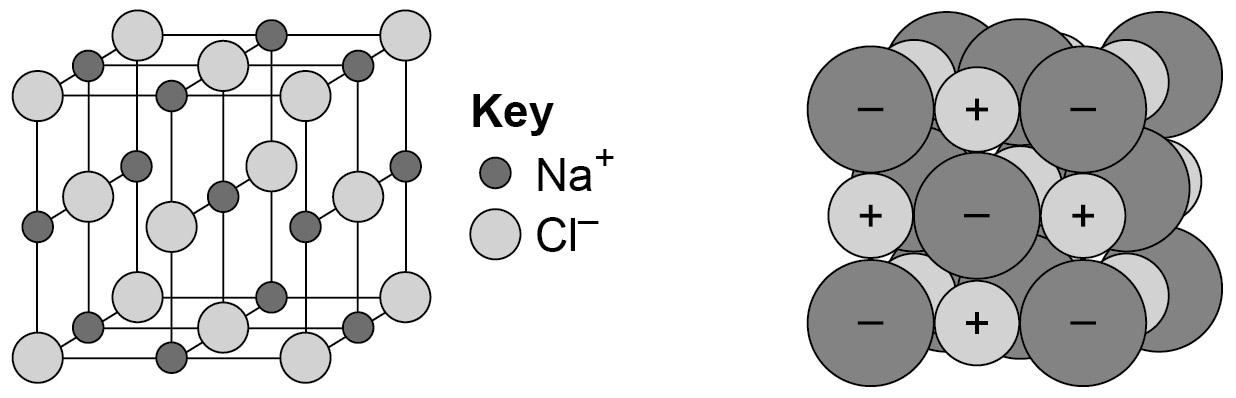 Key
Na⁺
Cl⁻
− + −
+ − +
− + −